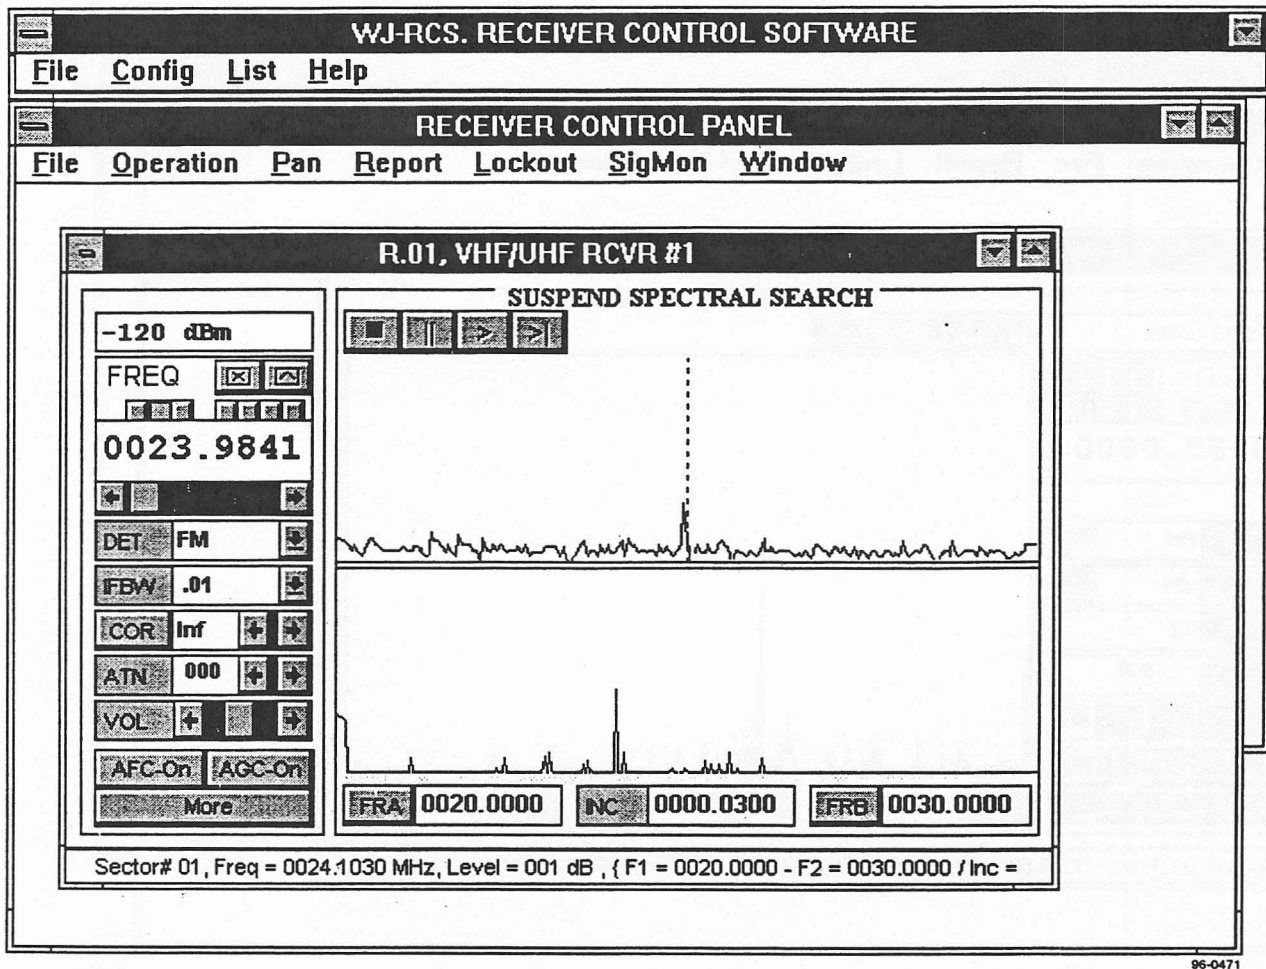 WJ-RCS. RECEIVER CONTROL SOFTWARE
File Config List Help
RECEIVER CONTROL PANEL
File Operation Pan Report Lockout SigMon Window
R.01, VHF/UHF RCVR #1
SUSPEND SPECTRAL SEARCH
-120 dBm
FREQ
0023.9841
DET FM
IFBW .01
COR Inf
ATN 000
VOL
AFC-On AGC-On
More
FRA 0020.0000 INC 0000.0300 FRB 0030.0000
Sector# 01, Freq = 0024.1030 MHz, Level = 001 dB , { F1 = 0020.0000 - F2 = 0030.0000 / Inc =
96-0471